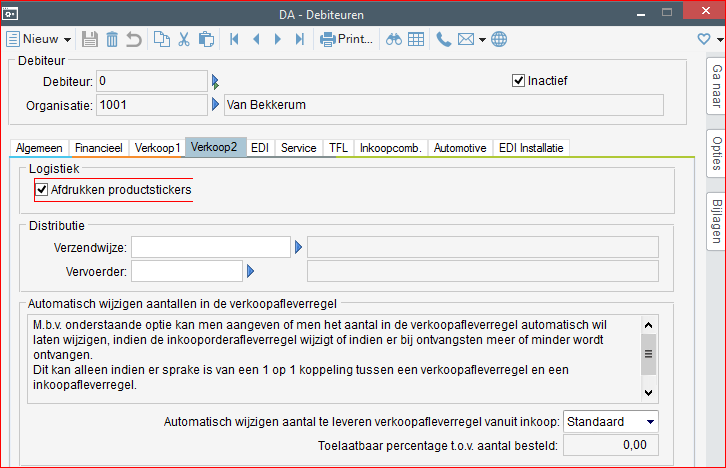 DA - Debiteuren
Nieuw
Print...
Debiteur
Debiteur: 0
Inactief
Organisatie: 1001 Van Bekkerum
Algemeen Financieel Verkoop1 Verkoop2 EDI Service TFL Inkoopcomb. Automotive EDI Installatie
Logistiek
Afdrukken productstickers
Distributie
Verzendwijze:
Vervoerder:
Automatisch wijzigen aantallen in de verkoopafleverregel
M.b.v. onderstaande optie kan men aangeven of men het aantal in de verkoopafleverregel automatisch wil
laten wijzigen, indien de inkooporderafleverregel wijzigt of indien er bij ontvangsten meer of minder wordt
ontvangen.
Dit kan alleen indien er sprake is van een 1 op 1 koppeling tussen een verkoopafleverregel en een
inkoopafleverregel.
Automatisch wijzigen aantal te leveren verkoopafleverregel vanuit inkoop: Standaard
Toelaatbaar percentage t.o.v. aantal besteld: 0,00
Ga naar
Opties
Bijlagen